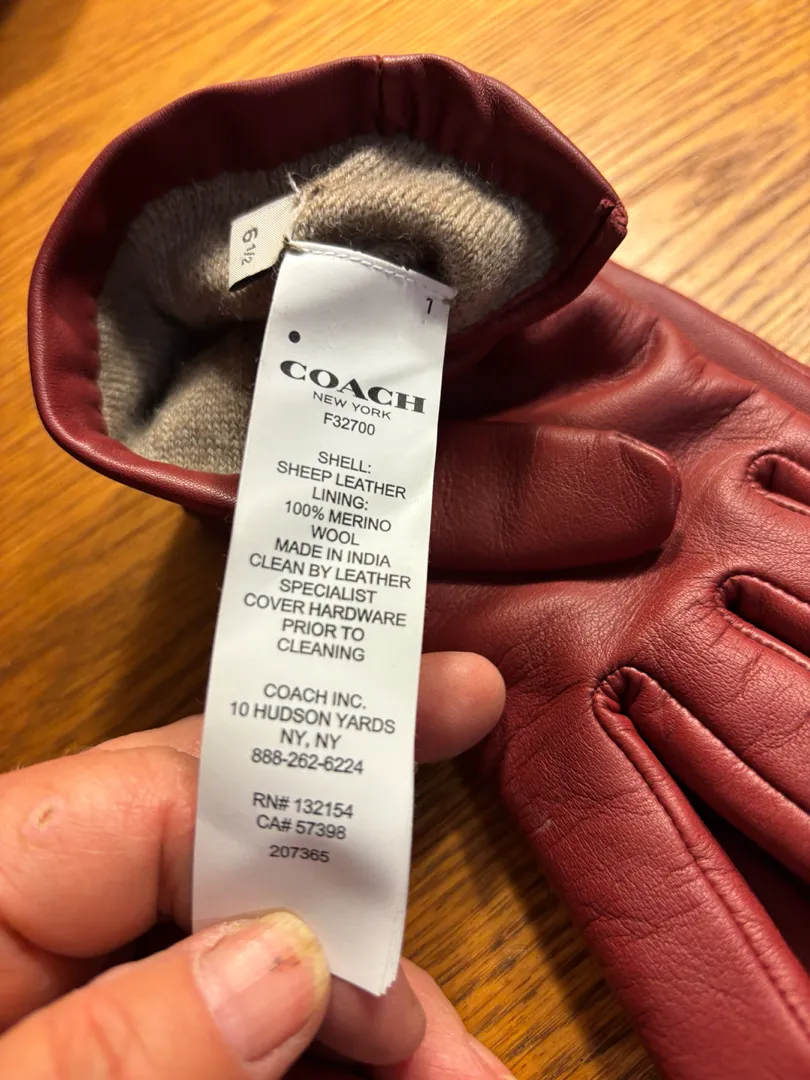 6 1/2
1
COACH
NEW YORK
F32700
SHELL:
SHEEP LEATHER
LINING:
100% MERINO
WOOL
MADE IN INDIA
CLEAN BY LEATHER
SPECIALIST
COVER HARDWARE
PRIOR TO
CLEANING
COACH INC.
10 HUDSON YARDS
NY, NY
888-262-6224
RN# 132154
CA# 57398
207365